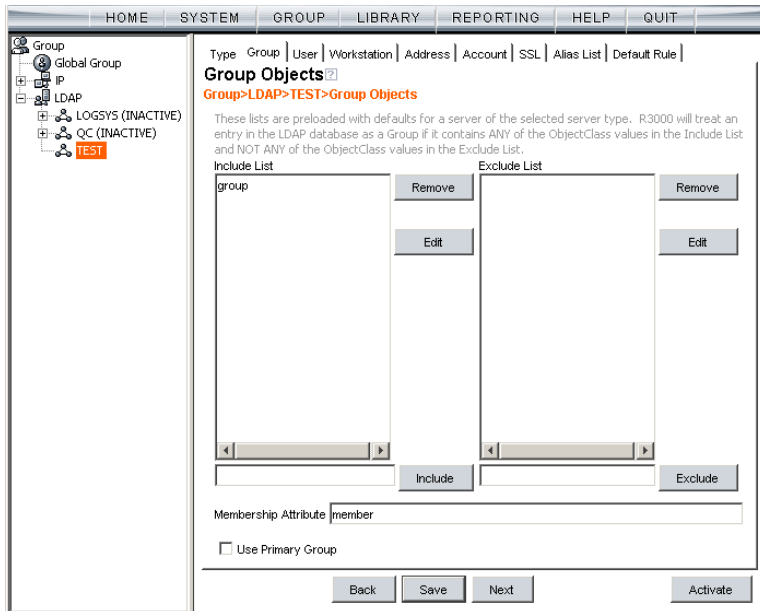 HOME SYSTEM GROUP LIBRARY REPORTING HELP QUIT
Group
Global Group
IP
LDAP
LOGSYS (INACTIVE)
QC (INACTIVE)
TEST
Type Group User Workstation Address Account SSL Alias List Default Rule
Group Objects?
Group>LDAP>TEST>Group Objects
These lists are preloaded with defaults for a server of the selected server type. R3000 will treat an
entry in the LDAP database as a Group if it contains ANY of the ObjectClass values in the Include List
and NOT ANY of the ObjectClass values in the Exclude List.
Include List Exclude List
group
Remove Remove
Edit Edit
Include Exclude
Membership Attribute member
Use Primary Group
Back Save Next Activate